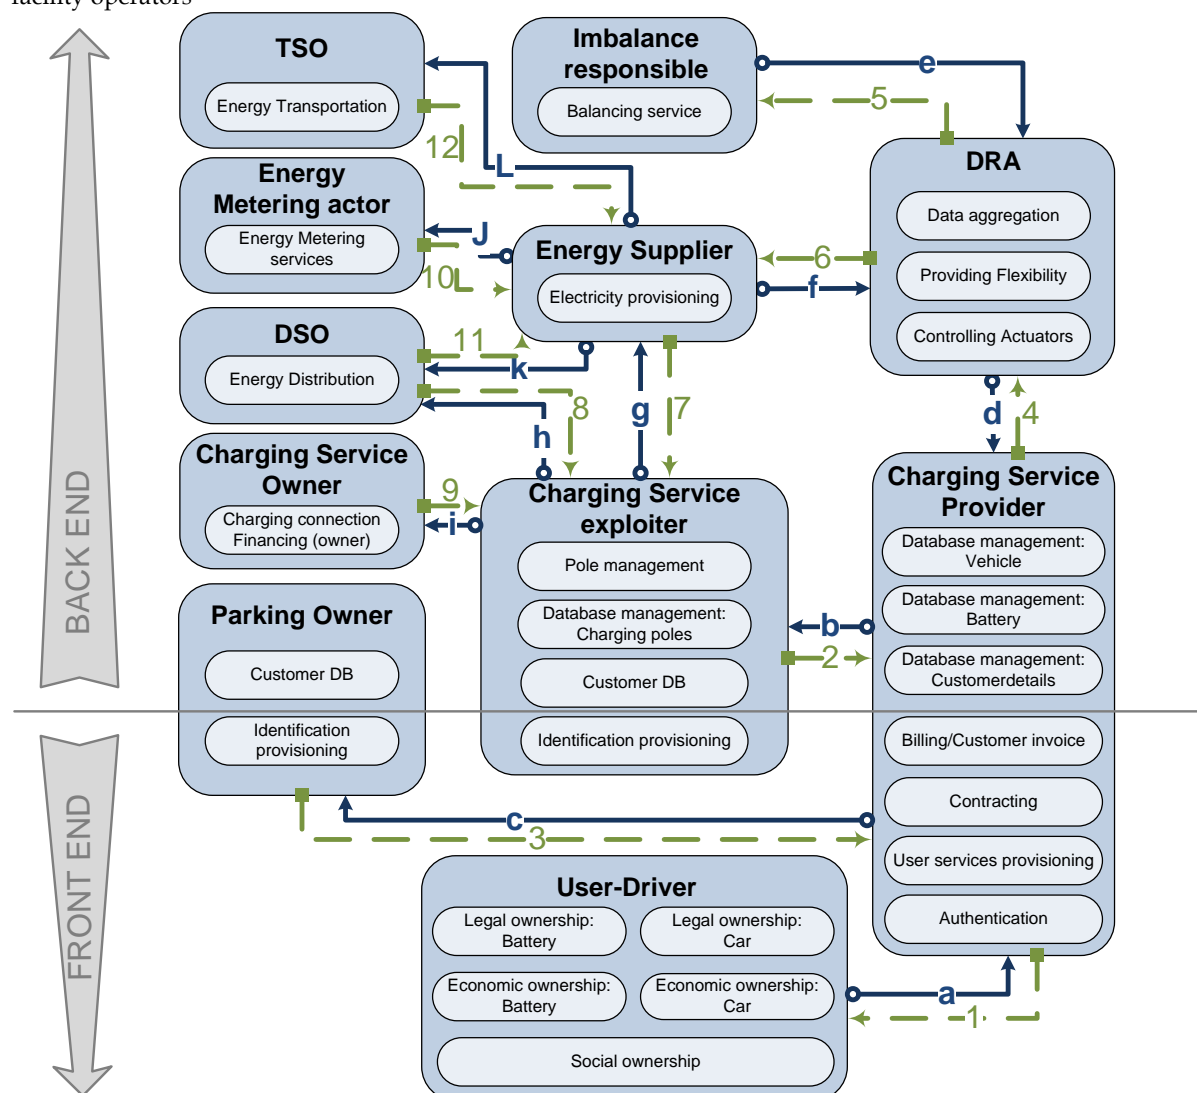 facility operators
TSO
Energy Transportation
Imbalance
responsible
Balancing service
e
5
12
L
DRA
Data aggregation
Providing Flexibility
Controlling Actuators
Energy
Metering actor
Energy Metering
services
J
10
Energy Supplier
Electricity provisioning
6
f
DSO
Energy Distribution
11
k
8
h
g
7
d
4
Charging Service
Owner
Charging connection
Financing (owner)
9
i
Charging Service
exploiter
Pole management
Database management:
Charging poles
Customer DB
Identification provisioning
Charging Service
Provider
Database management:
Vehicle
Database management:
Battery
Database management:
Customerdetails
Billing/Customer invoice
Contracting
User services provisioning
Authentication
b
2
Parking Owner
Customer DB
Identification
provisioning
c
3
User-Driver
Legal ownership:
Battery
Legal ownership:
Car
Economic ownership:
Battery
Economic ownership:
Car
Social ownership
a
1
BACK END
FRONT END